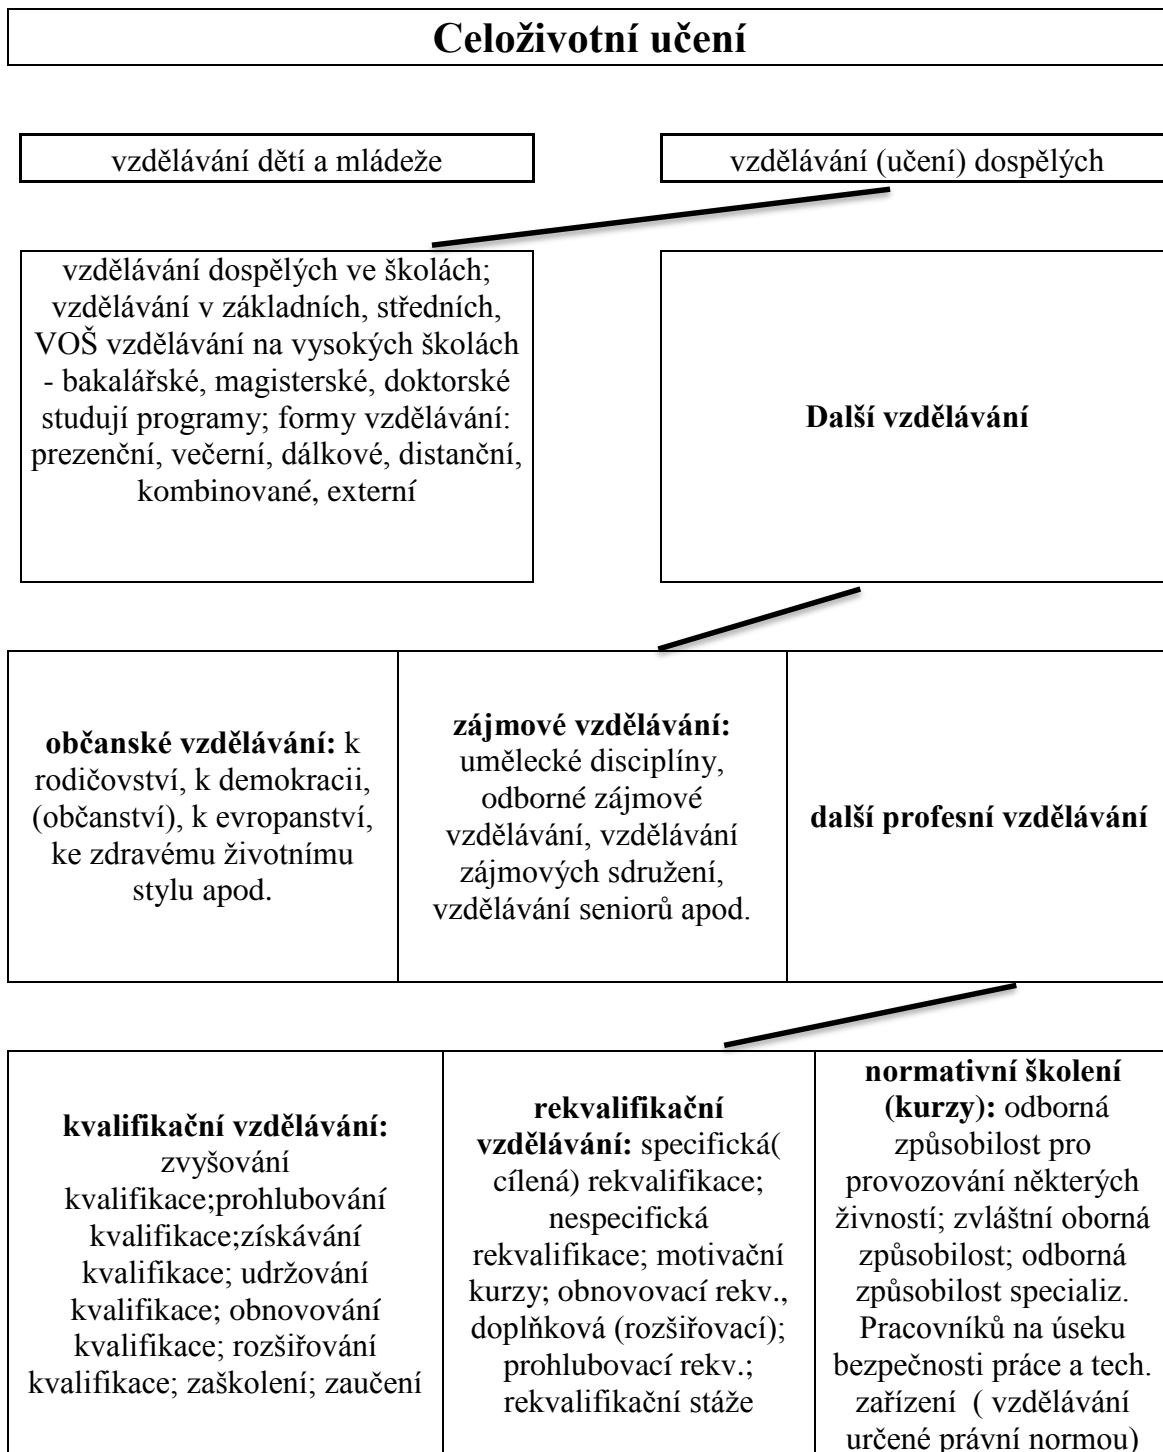 Celoživotní učení
vzdělávání dětí a mládeže
vzdělávání (učení) dospělých
vzdělávání dospělých ve školách;
vzdělávání v základních, středních,
VOŠ vzdělávání na vysokých školách
- bakalářské, magisterské, doktorské
studují programy; formy vzdělávání:
prezenční, večerní, dálkové, distanční,
kombinované, externí
Další vzdělávání
občanské vzdělávání: k
rodičovství, k demokracii,
(občanství), k evropanství,
ke zdravému životnímu
stylu apod.
zájmové vzdělávání:
umělecké disciplíny,
odborné zájmové
vzdělávání, vzdělávání
zájmových sdružení,
vzdělávání seniorů apod.
další profesní vzdělávání
kvalifikační vzdělávání:
zvyšování
kvalifikace;prohlubování
kvalifikace;získávání
kvalifikace; udržování
kvalifikace; obnovování
kvalifikace; rozšiřování
kvalifikace; zaškolení; zaučení
rekvalifikační
vzdělávání: specifická(
cílená) rekvalifikace;
nespecifická
rekvalifikace; motivační
kurzy; obnovovací rekv.,
doplňková (rozšiřovací);
prohlubovací rekv.;
rekvalifikační stáže
normativní školení
(kurzy): odborná
způsobilost pro
provozování některých
živností; zvláštní oborná
způsobilost; odborná
způsobilost specializ.
Pracovníků na úseku
bezpečnosti práce a tech.
zařízení ( vzdělávání
určené právní normou)